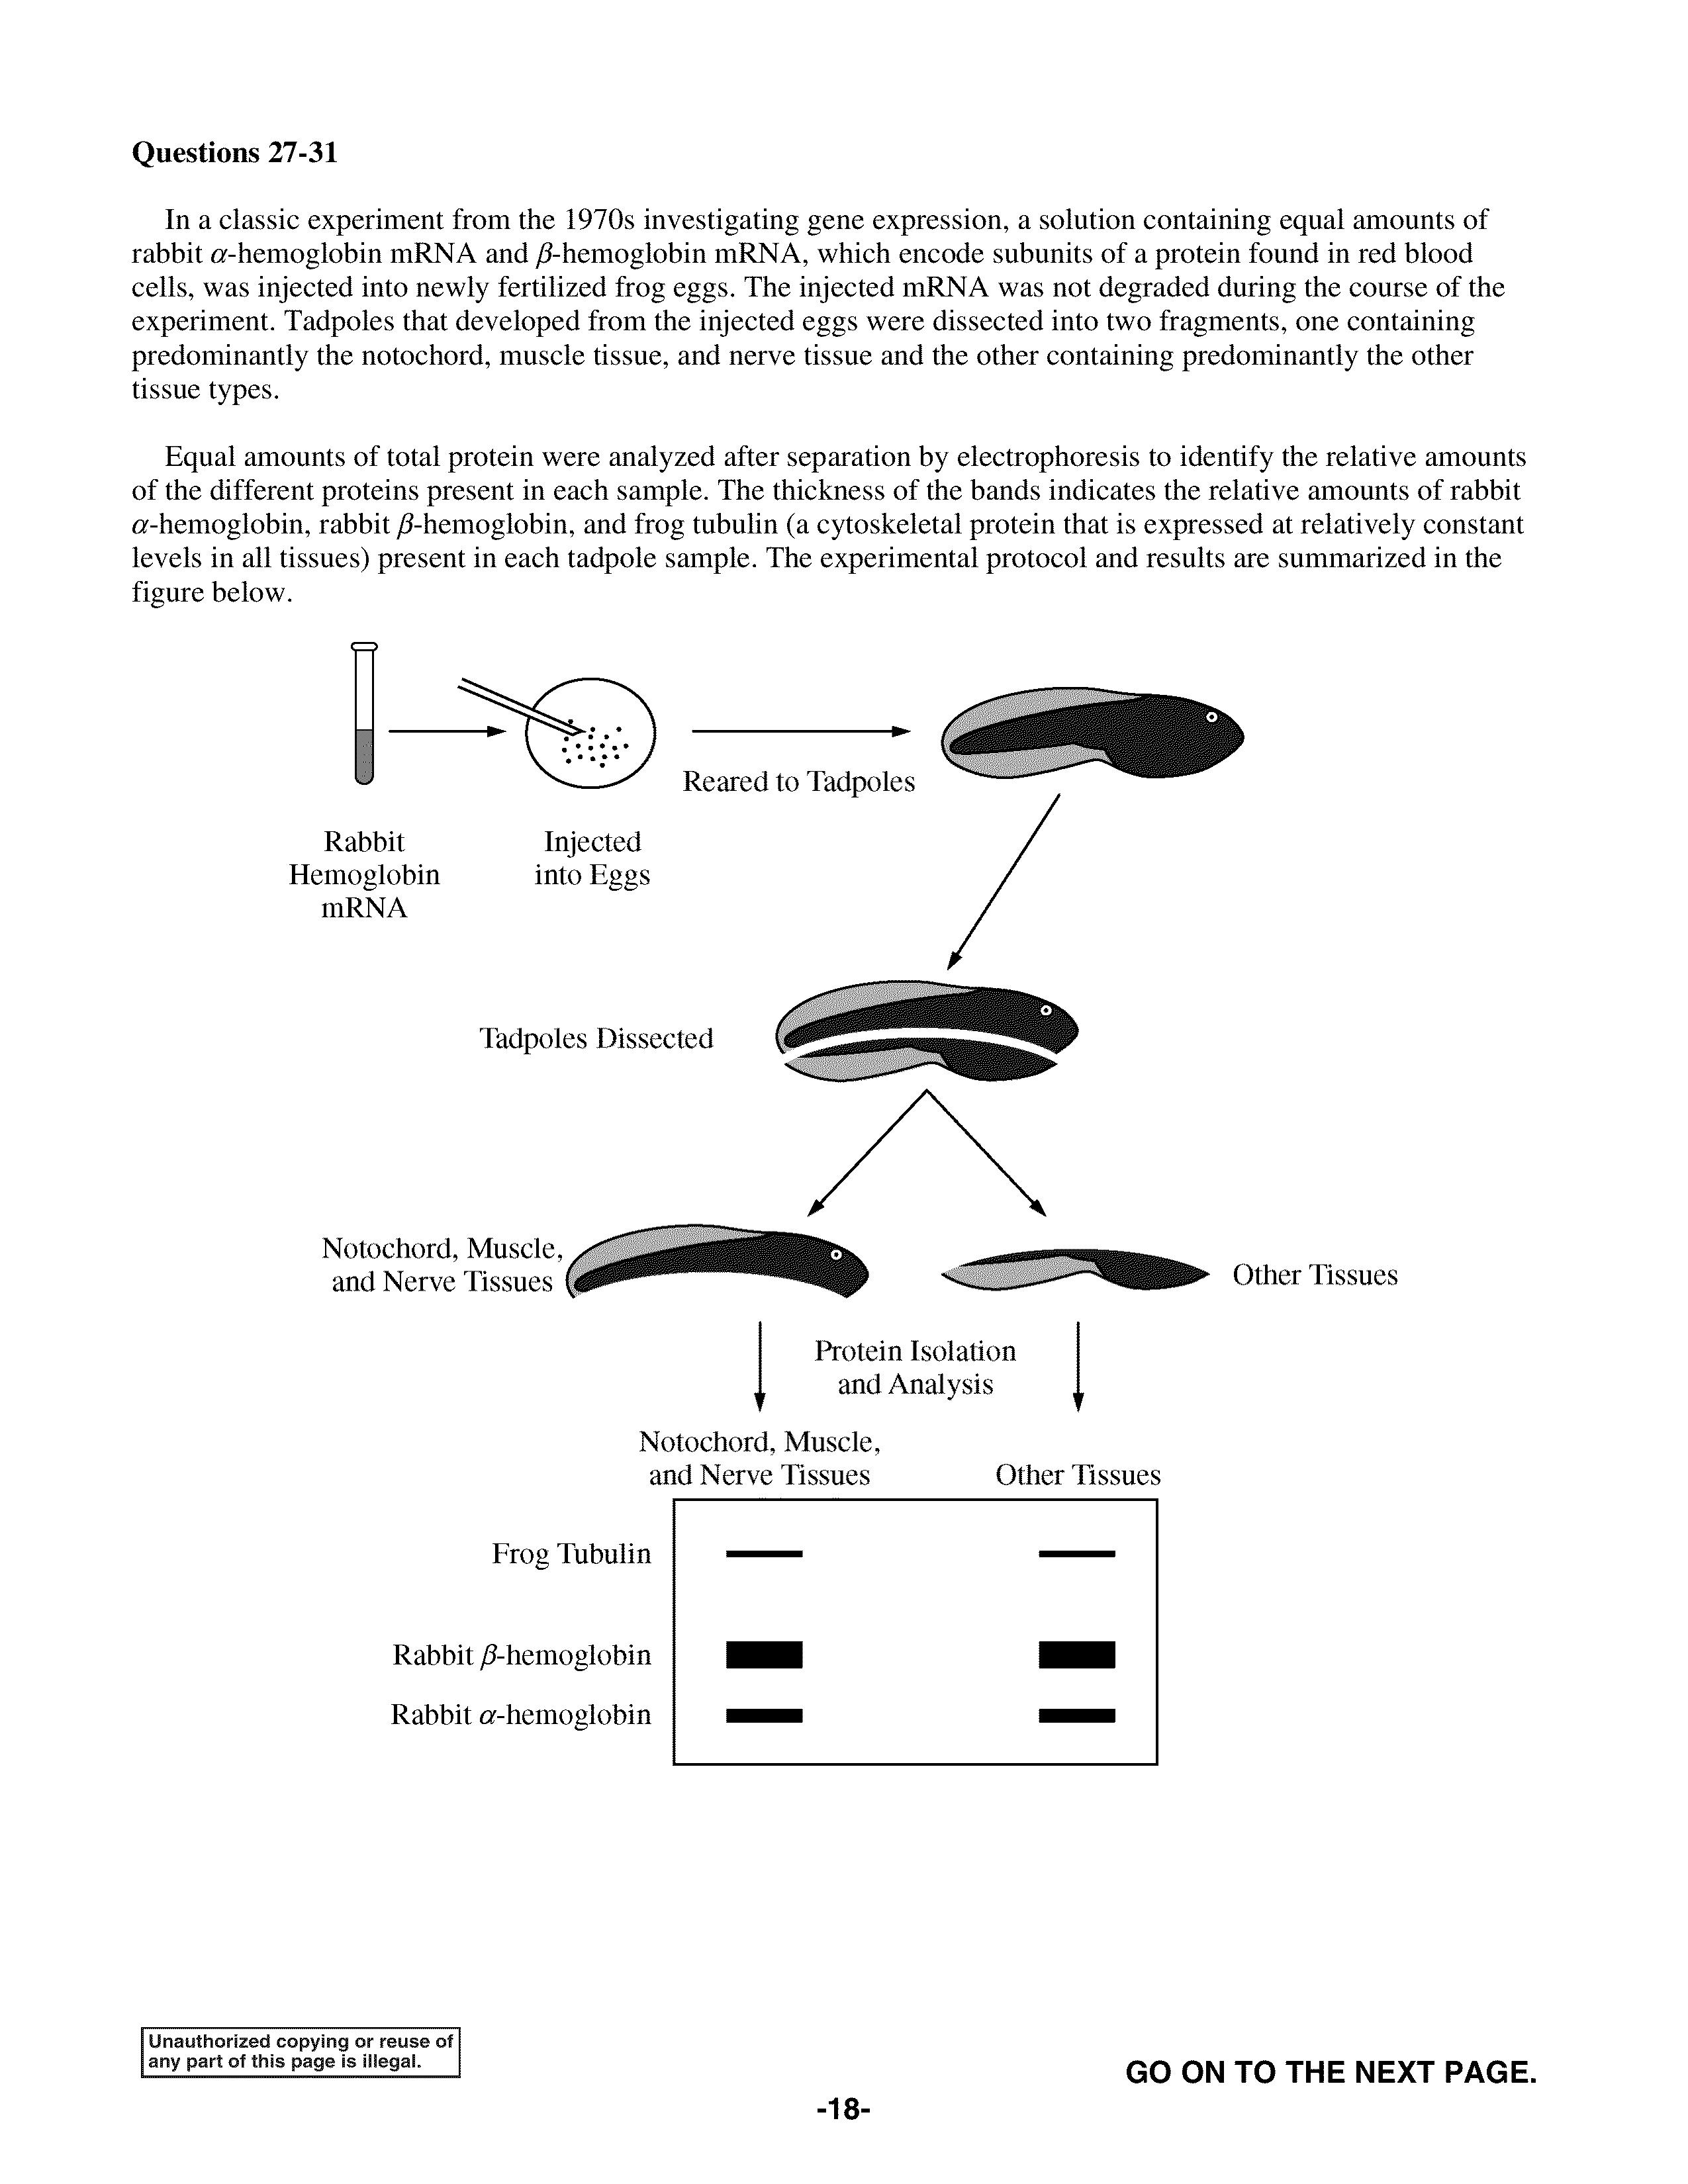 Questions 27-31
In a classic experiment from the 1970s investigating gene expression, a solution containing equal amounts of
rabbit α-hemoglobin mRNA and β-hemoglobin mRNA, which encode subunits of a protein found in red blood
cells, was injected into newly fertilized frog eggs. The injected mRNA was not degraded during the course of the
experiment. Tadpoles that developed from the injected eggs were dissected into two fragments, one containing
predominantly the notochord, muscle tissue, and nerve tissue and the other containing predominantly the other
tissue types.
Equal amounts of total protein were analyzed after separation by electrophoresis to identify the relative amounts
of the different proteins present in each sample. The thickness of the bands indicates the relative amounts of rabbit
α-hemoglobin, rabbit β-hemoglobin, and frog tubulin (a cytoskeletal protein that is expressed at relatively constant
levels in all tissues) present in each tadpole sample. The experimental protocol and results are summarized in the
figure below.
Reared to Tadpoles
Rabbit
Hemoglobin
mRNA
Injected
into Eggs
Tadpoles Dissected
Notochord, Muscle,
and Nerve Tissues
Other Tissues
Protein Isolation
and Analysis
Notochord, Muscle,
and Nerve Tissues
Other Tissues
Frog Tubulin
Rabbit β-hemoglobin
Rabbit α-hemoglobin
Unauthorized copying or reuse of
any part of this page is illegal.
GO ON TO THE NEXT PAGE.
-18-